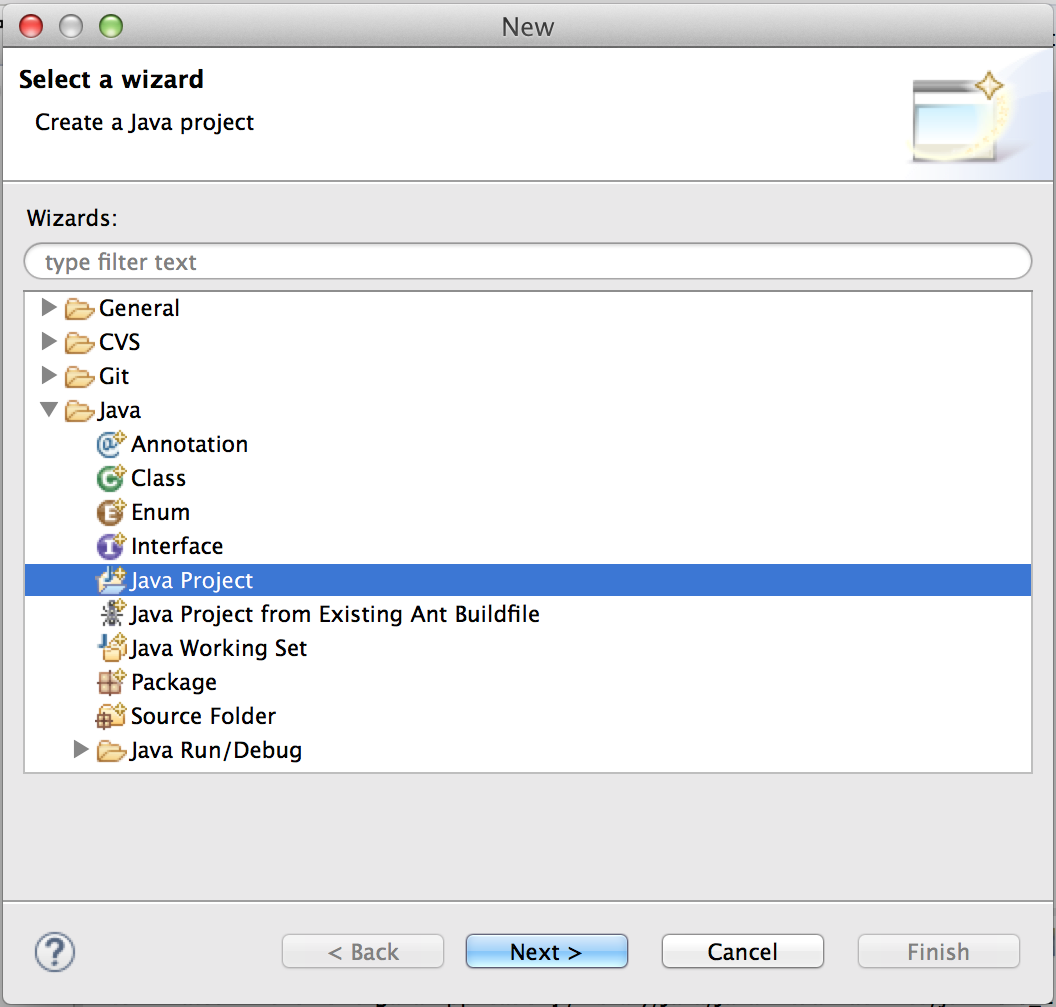 New
Select a wizard
Create a Java project
Wizards:
type filter text
General
CVS
Git
Java
Annotation
Class
Enum
Interface
Java Project
Java Project from Existing Ant Buildfile
Java Working Set
Package
Source Folder
Java Run/Debug
? < Back Next > Cancel Finish